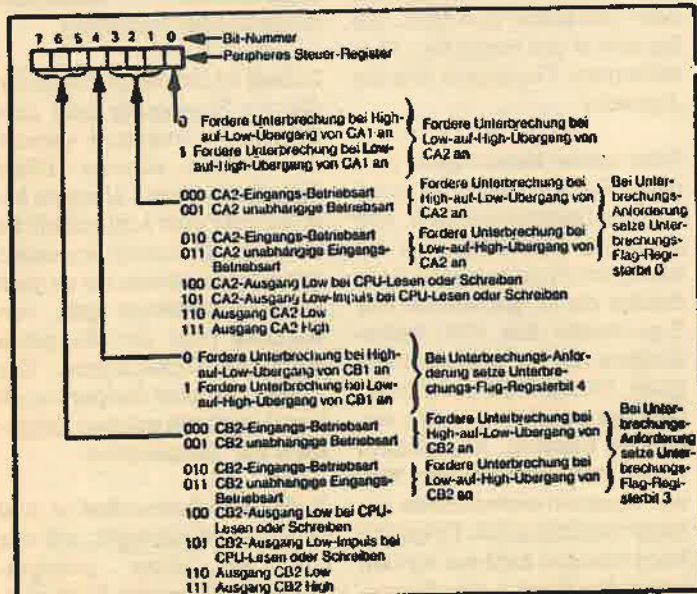 7 6 5 4 3 2 1 0 Bit-Nummer
Peripheres Steuer-Register
0 Fordere Unterbrechung bei High-
auf-Low-Übergang von CA1 an
1 Fordere Unterbrechung bei Low-
auf-High-Übergang von CA1 an
Fordere Unterbrechung bei
Low-auf-High-Übergang von
CA2 an
000 CA2-Eingangs-Betriebsart
001 CA2 unabhängige Betriebsart
Fordere Unterbrechung bei
High-auf-Low-Übergang von
CA2 an
010 CA2-Eingangs-Betriebsart
011 CA2 unabhängige Eingangs-
Betriebsart
Fordere Unterbrechung bei
Low-auf-High-Übergang von
CA2 an
Bei Unter-
brechungs-
Anforderung
setze Unter-
brechungs-
Flag-Regi-
sterbit 0
100 CA2-Ausgang Low bei CPU-Lesen oder Schreiben
101 CA2-Ausgang Low-Impuls bei CPU-Lesen oder Schreiben
110 Ausgang CA2 Low
111 Ausgang CA2 High
0 Fordere Unterbrechung bei High-
auf-Low-Übergang von CB1 an
1 Fordere Unterbrechung bei Low-
auf-High-Übergang von CB1 an
Bei Unterbrechungs-Anfor-
derung setze Unterbre-
chungs-Flag-Registerbit 4
000 CB2-Eingangs-Betriebsart
001 CB2 unabhängige Betriebsart
Fordere Unterbrechung bei
High-auf-Low-Übergang von
CB2 an
010 CB2-Eingangs-Betriebsart
011 CB2 unabhängige Eingangs-
Betriebsart
Fordere Unterbrechung bei
Low-auf-High-Übergang von
CB2 an
Bei Unter-
brechungs-
Anforderung
setze Unter-
brechungs-
Flag-Regi-
sterbit 3
100 CB2-Ausgang Low bei CPU-
Lesen oder Schreiben
101 CB2-Ausgang Low-Impuls bei
CPU-Lesen oder Schreiben
110 Ausgang CB2 Low
111 Ausgang CB2 High